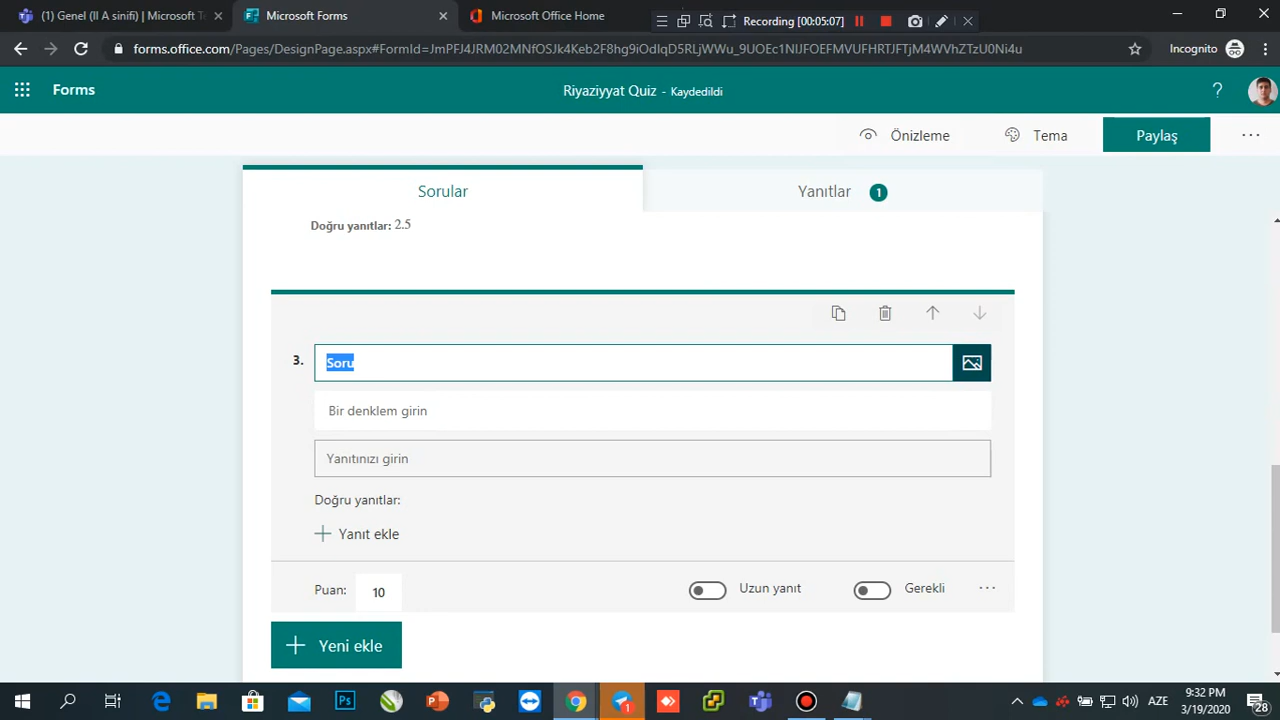 (1) Genel (II A sinifi) | Microsoft T
Microsoft Forms
Microsoft Office Home
Recording [00:05:07]
forms.office.com/Pages/DesignPage.aspx#FormId=JmPFJ4JRM02MNfOSJk4Keb2F8hg9iOdIqD5RLjWWu_9UOEc1NlJFOEFMVUFHRTJFTjM4WVhZTzU0Ni4u
Incognito
Forms
Riyaziyyat Quiz - Kaydedildi
?
Önizleme
Tema
Paylaş
Sorular
Yanıtlar 1
Doğru yanıtlar: 2.5
3. Soru
Bir denklem girin
Yanıtınızı girin
Doğru yanıtlar:
Yanıt ekle
Puan: 10
Uzun yanıt
Gerekli
Yeni ekle
AZE
9:32 PM
3/19/2020
28